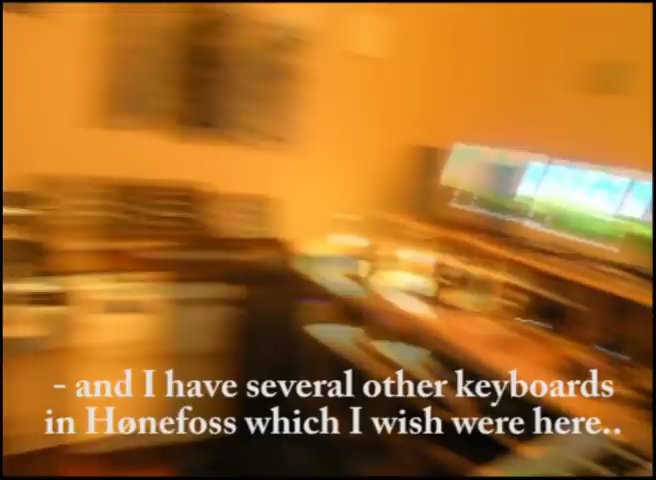 - and I have several other keyboards
in Hønefoss which I wish were here..